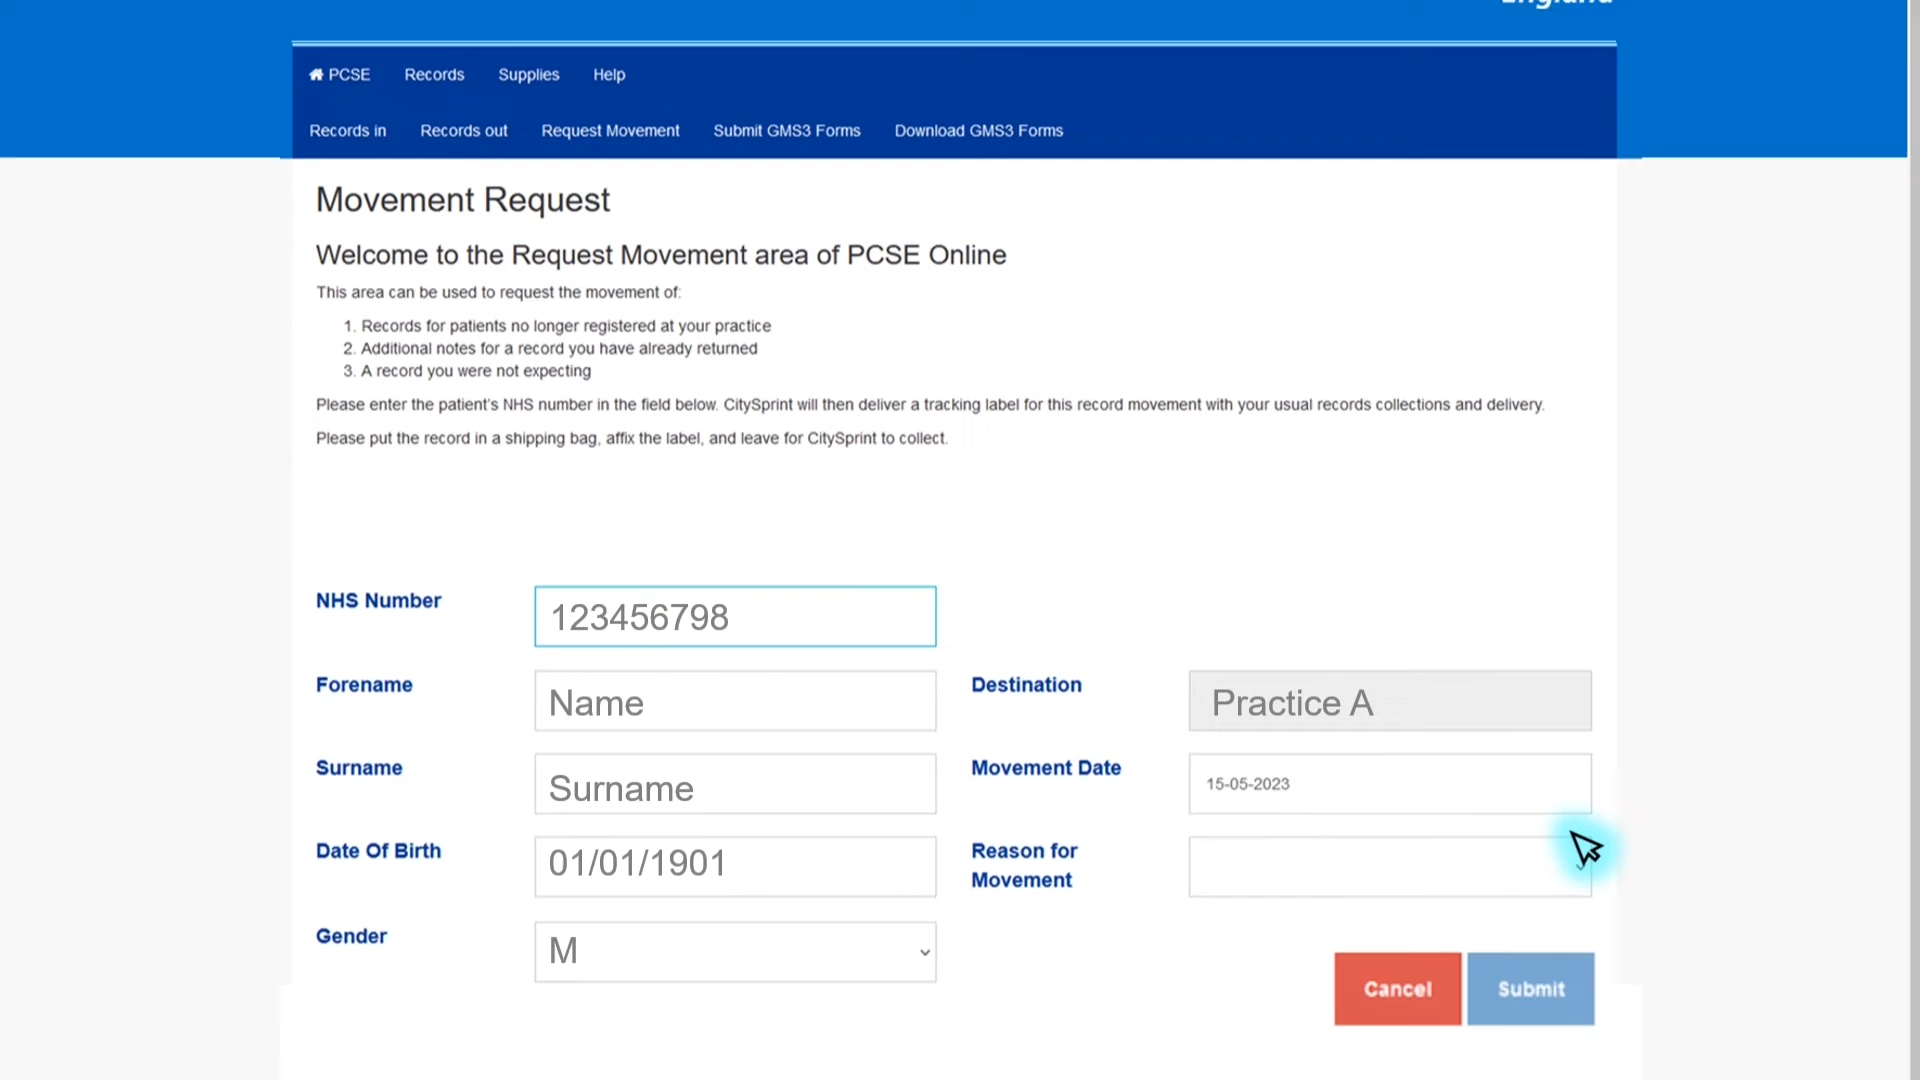 England
PCSE Records Supplies Help
Records in Records out Request Movement Submit GMS3 Forms Download GMS3 Forms
Movement Request
Welcome to the Request Movement area of PCSE Online
This area can be used to request the movement of:
1. Records for patients no longer registered at your practice
2. Additional notes for a record you have already returned
3. A record you were not expecting
Please enter the patient's NHS number in the field below. CitySprint will then deliver a tracking label for this record movement with your usual records collections and delivery.
Please put the record in a shipping bag, affix the label, and leave for CitySprint to collect.
NHS Number 123456798
Forename Name Destination Practice A
Surname Surname Movement Date 15-05-2023
Date Of Birth 01/01/1901 Reason for
Movement
Gender M
Cancel Submit